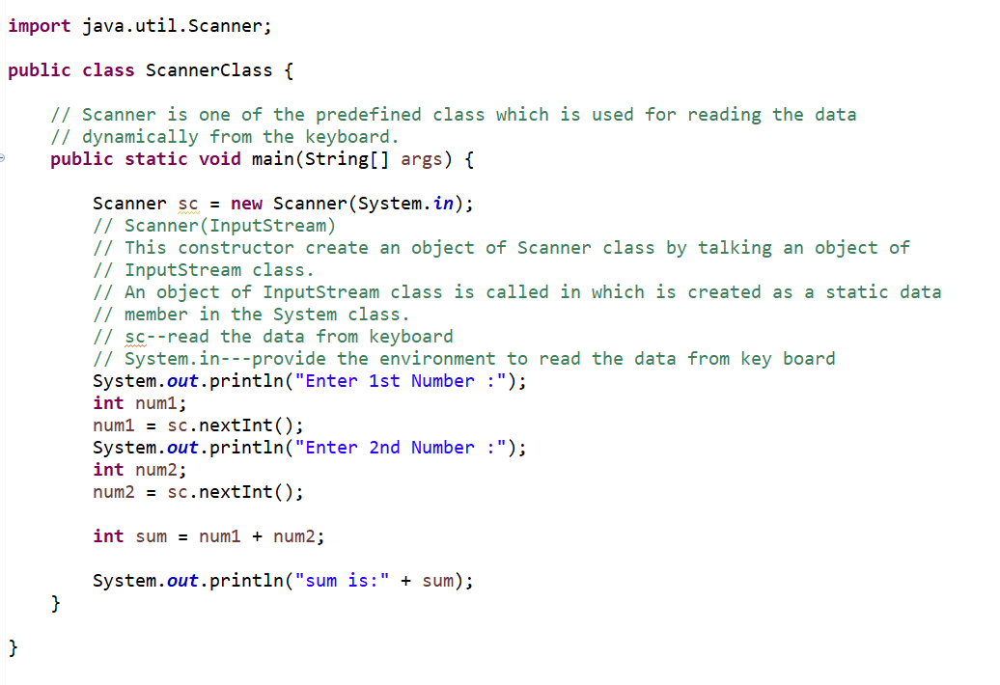 import java.util.Scanner;
public class ScannerClass {
// Scanner is one of the predefined class which is used for reading the data
// dynamically from the keyboard.
public static void main(String[] args) {
Scanner sc = new Scanner(System.in);
// Scanner(InputStream)
// This constructor create an object of Scanner class by talking an object of
// InputStream class.
// An object of InputStream class is called in which is created as a static data
// member in the System class.
// sc--read the data from keyboard
// System.in---provide the environment to read the data from key board
System.out.println("Enter 1st Number :");
int num1;
num1 = sc.nextInt();
System.out.println("Enter 2nd Number :");
int num2;
num2 = sc.nextInt();
int sum = num1 + num2;
System.out.println("sum is:" + sum);
}
}